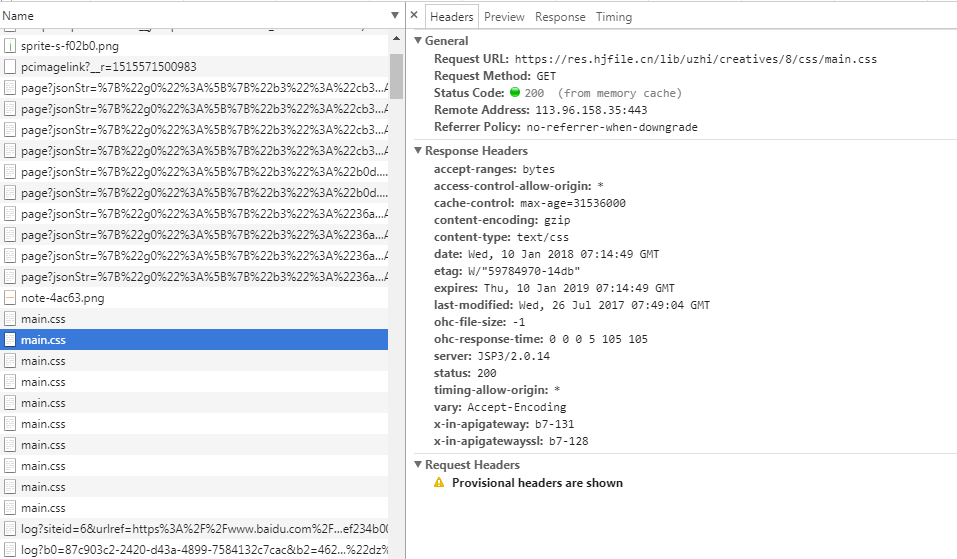 Name
sprite-s-f02b0.png
pcimagelink?__r=1515571500983
page?jsonStr=%7B%22g0%22%3A%5B%7B%22b3%22%3A%22cb3...A
page?jsonStr=%7B%22g0%22%3A%5B%7B%22b3%22%3A%22cb3...A
page?jsonStr=%7B%22g0%22%3A%5B%7B%22b3%22%3A%22cb3...A
page?jsonStr=%7B%22g0%22%3A%5B%7B%22b3%22%3A%22cb3...A
page?jsonStr=%7B%22g0%22%3A%5B%7B%22b3%22%3A%22b0d....
page?jsonStr=%7B%22g0%22%3A%5B%7B%22b3%22%3A%22b0d....
page?jsonStr=%7B%22g0%22%3A%5B%7B%22b3%22%3A%2236a...A
page?jsonStr=%7B%22g0%22%3A%5B%7B%22b3%22%3A%2236a...A
page?jsonStr=%7B%22g0%22%3A%5B%7B%22b3%22%3A%2236a...A
page?jsonStr=%7B%22g0%22%3A%5B%7B%22b3%22%3A%2236a...A
note-4ac63.png
main.css
main.css
main.css
main.css
main.css
main.css
main.css
main.css
main.css
main.css
log?siteid=6&urlref=https%3A%2F%2Fwww.baidu.com%2F...ef234b00
log?b0=87c903c2-2420-d43a-4899-7584132c7cac&b2=462...%22dz%
× Headers Preview Response Timing
General
Request URL: https://res.hjfile.cn/lib/uzhi/creatives/8/css/main.css
Request Method: GET
Status Code: 200 (from memory cache)
Remote Address: 113.96.158.35:443
Referrer Policy: no-referrer-when-downgrade
Response Headers
accept-ranges: bytes
access-control-allow-origin: *
cache-control: max-age=31536000
content-encoding: gzip
content-type: text/css
date: Wed, 10 Jan 2018 07:14:49 GMT
etag: W/"59784970-14db"
expires: Thu, 10 Jan 2019 07:14:49 GMT
last-modified: Wed, 26 Jul 2017 07:49:04 GMT
ohc-file-size: -1
ohc-response-time: 0 0 0 5 105 105
server: JSP3/2.0.14
status: 200
timing-allow-origin: *
vary: Accept-Encoding
x-in-apigateway: b7-131
x-in-apigatewayssl: b7-128
Request Headers
Provisional headers are shown